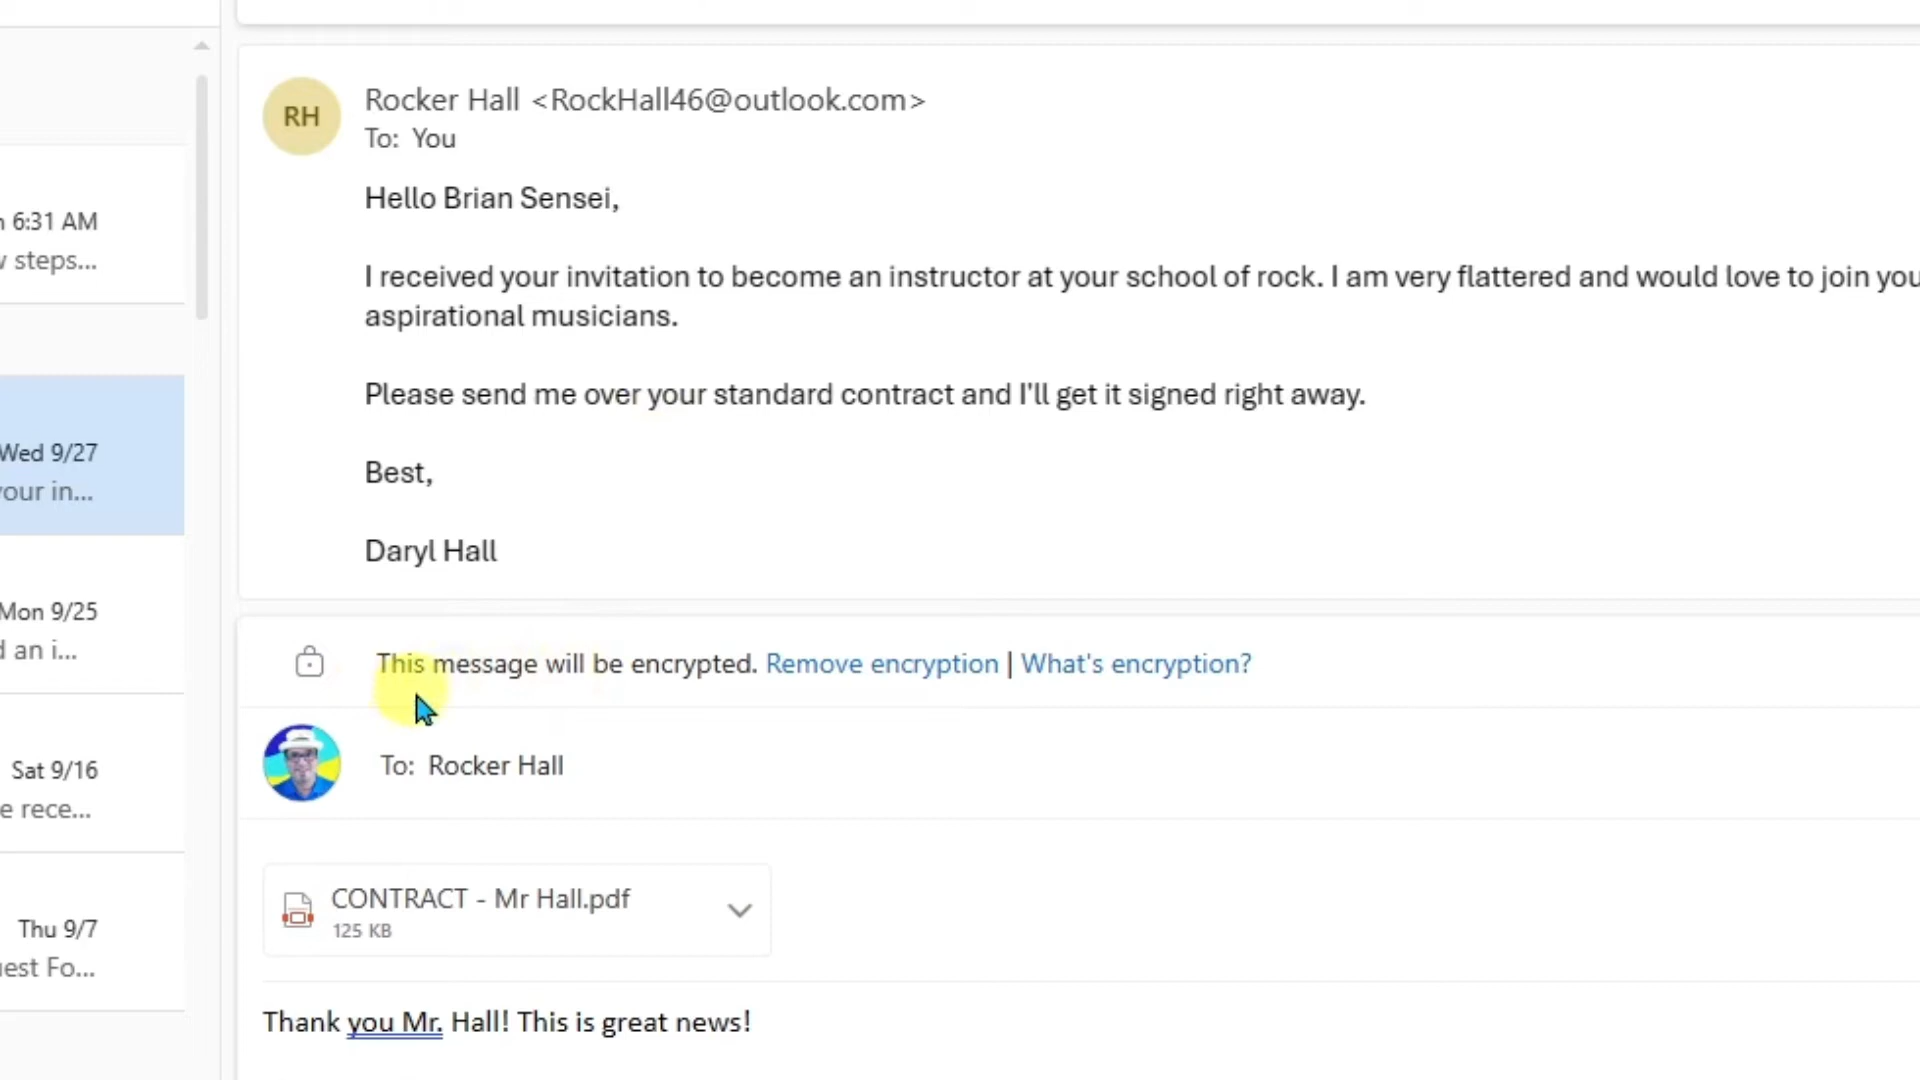 RH
Rocker Hall <RockHall46@outlook.com>
To: You
Hello Brian Sensei,
I received your invitation to become an instructor at your school of rock. I am very flattered and would love to join you
aspirational musicians.
Please send me over your standard contract and I'll get it signed right away.
Best,
Daryl Hall
6:31 AM
steps...
Wed 9/27
your in...
Mon 9/25
d an i...
Sat 9/16
e rece...
Thu 9/7
uest Fo...
This message will be encrypted. Remove encryption | What's encryption?
To: Rocker Hall
CONTRACT - Mr Hall.pdf
125 KB
Thank you Mr. Hall! This is great news!